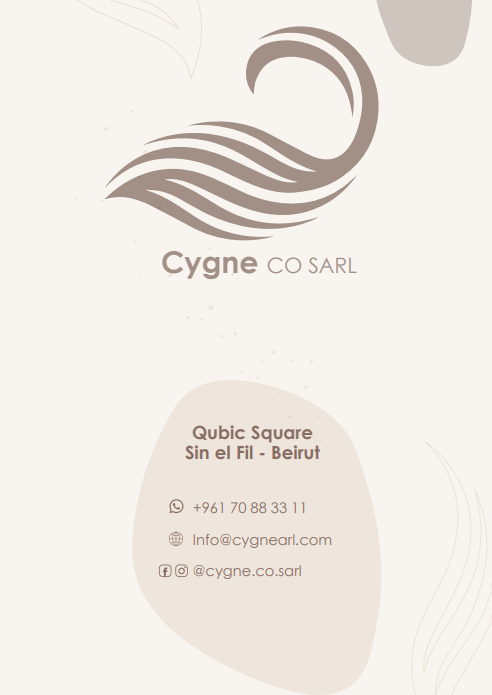 Cygne CO SARL
Qubic Square
Sin el Fil - Beirut
+961 70 88 33 11
Info@cygnearl.com
@cygne.co.sarl